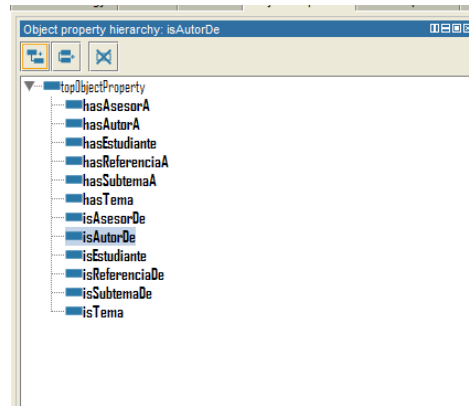 Object property hierarchy: isAutorDe
topObjectProperty
hasAsesorA
hasAutorA
hasEstudiante
hasReferenciaA
hasSubtemaA
hasTema
isAsesorDe
isAutorDe
isEstudiante
isReferenciaDe
isSubtemaDe
isTema